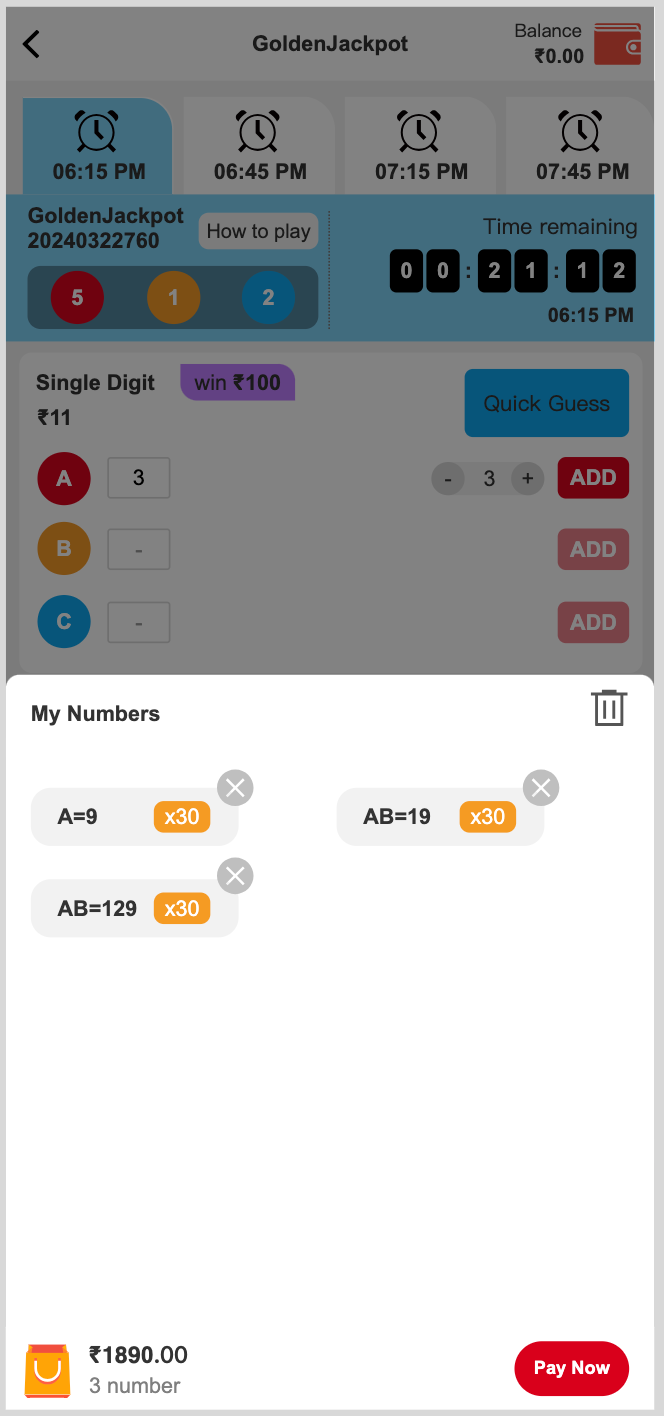 GoldenJackpot
Balance
₹0.00
06:15 PM
06:45 PM
07:15 PM
07:45 PM
GoldenJackpot
20240322760
How to play
5
1
2
Time remaining
0 0 : 2 1 : 1 2
06:15 PM
Single Digit
win ₹100
₹11
Quick Guess
A 3 - 3 + ADD
B - ADD
C - ADD
My Numbers
A=9 x30
AB=19 x30
AB=129 x30
₹1890.00
3 number
Pay Now